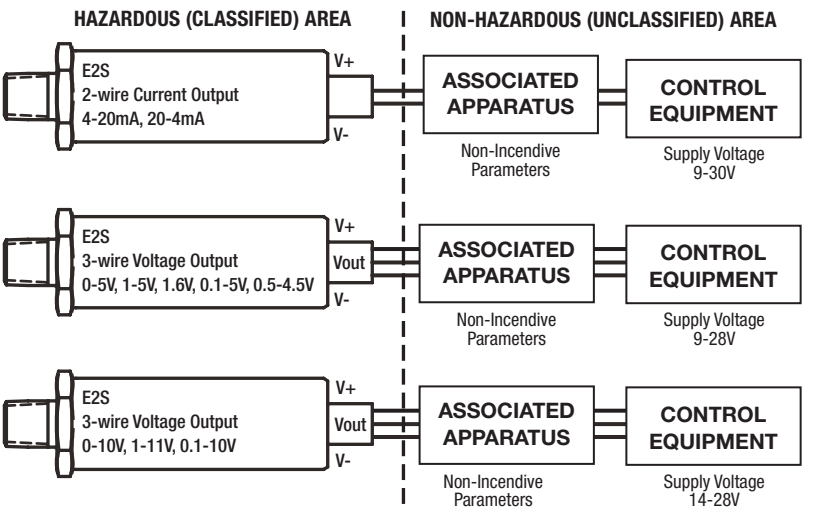 HAZARDOUS (CLASSIFIED) AREA
NON-HAZARDOUS (UNCLASSIFIED) AREA
E2S
2-wire Current Output
4-20mA, 20-4mA
V+
V-
ASSOCIATED
APPARATUS
Non-Incendive
Parameters
CONTROL
EQUIPMENT
Supply Voltage
9-30V
E2S
3-wire Voltage Output
0-5V, 1-5V, 1.6V, 0.1-5V, 0.5-4.5V
V+
Vout
V-
ASSOCIATED
APPARATUS
Non-Incendive
Parameters
CONTROL
EQUIPMENT
Supply Voltage
9-28V
E2S
3-wire Voltage Output
0-10V, 1-11V, 0.1-10V
V+
Vout
V-
ASSOCIATED
APPARATUS
Non-Incendive
Parameters
CONTROL
EQUIPMENT
Supply Voltage
14-28V